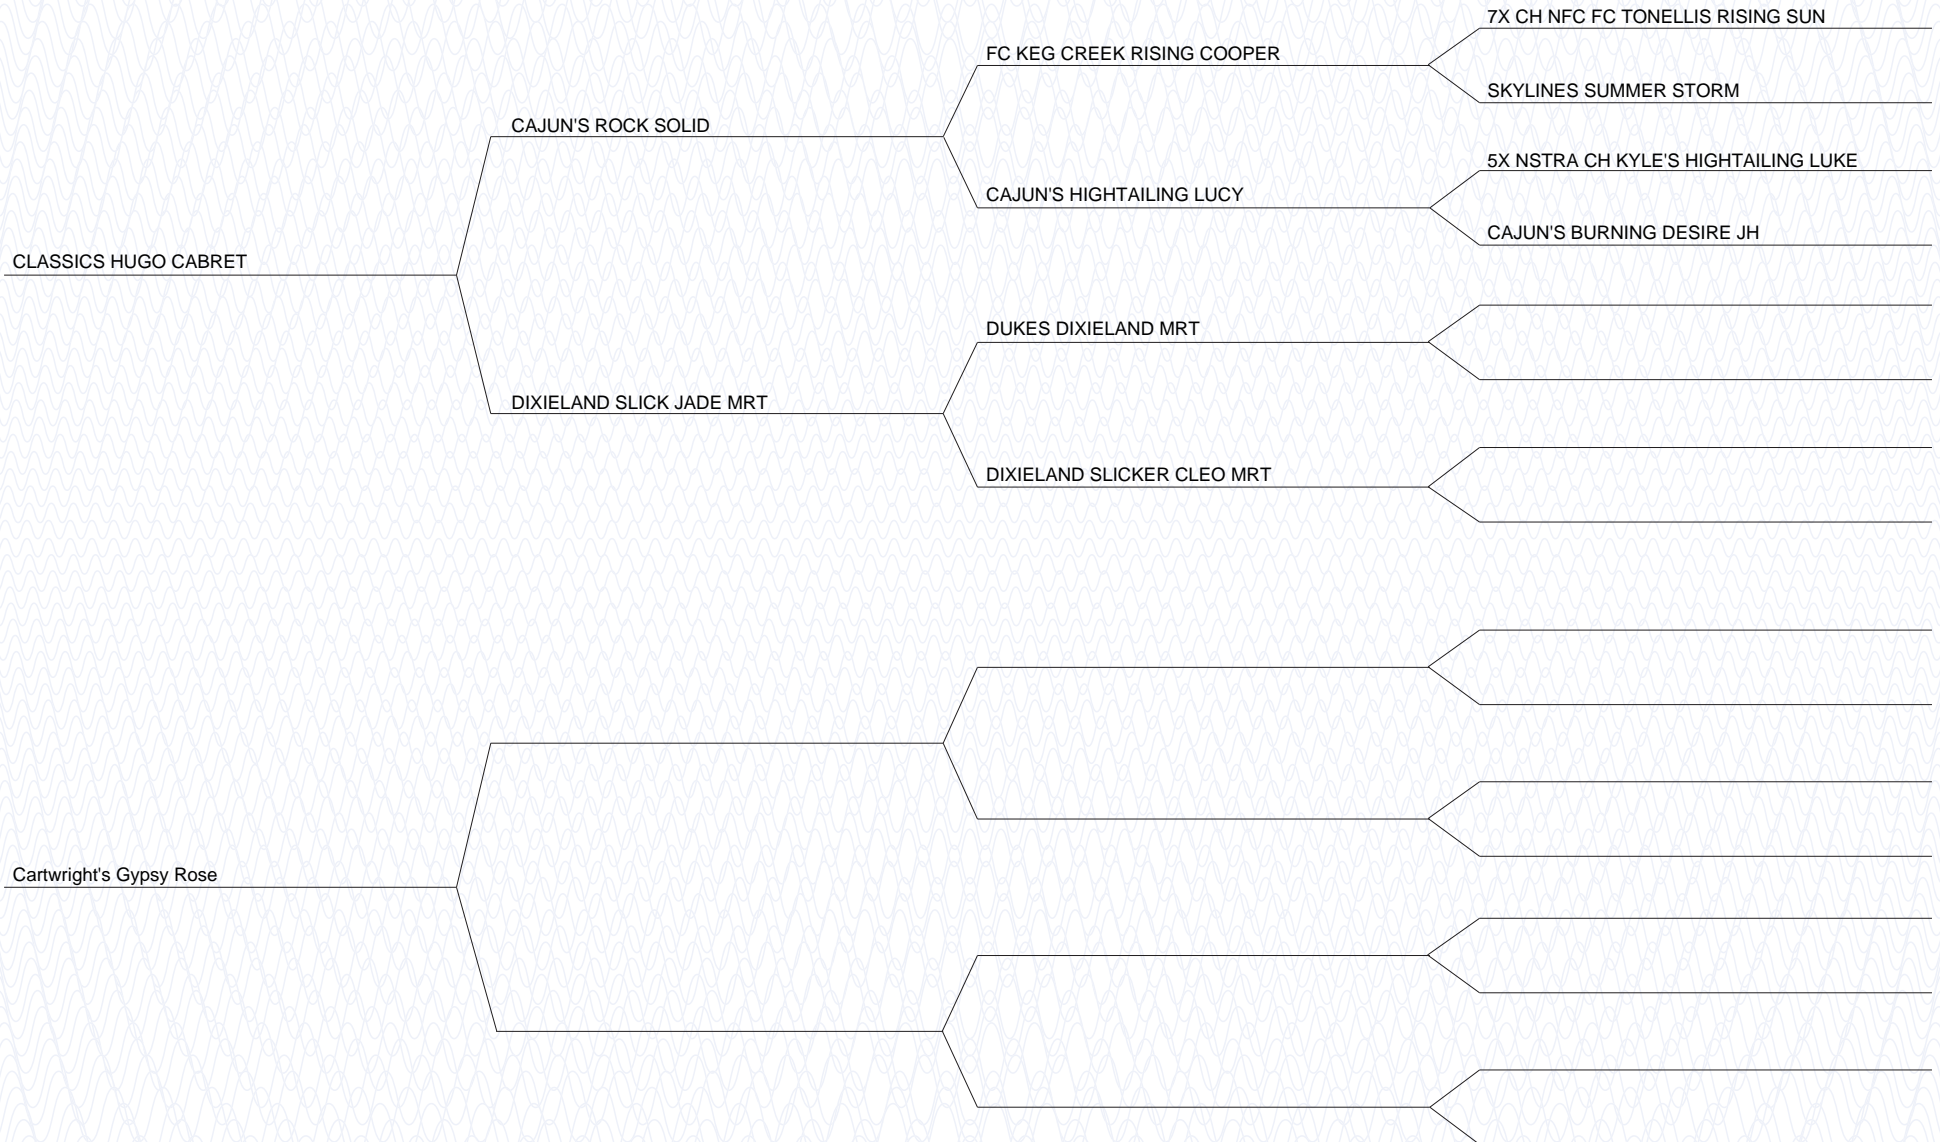 7X CH NFC FC TONELLIS RISING SUN
FC KEG CREEK RISING COOPER
SKYLINES SUMMER STORM
CAJUN'S ROCK SOLID
5X NSTRA CH KYLE'S HIGHTAILING LUKE
CAJUN'S HIGHTAILING LUCY
CAJUN'S BURNING DESIRE JH
CLASSICS HUGO CABRET
DUKES DIXIELAND MRT
DIXIELAND SLICK JADE MRT
DIXIELAND SLICKER CLEO MRT
Cartwright's Gypsy Rose